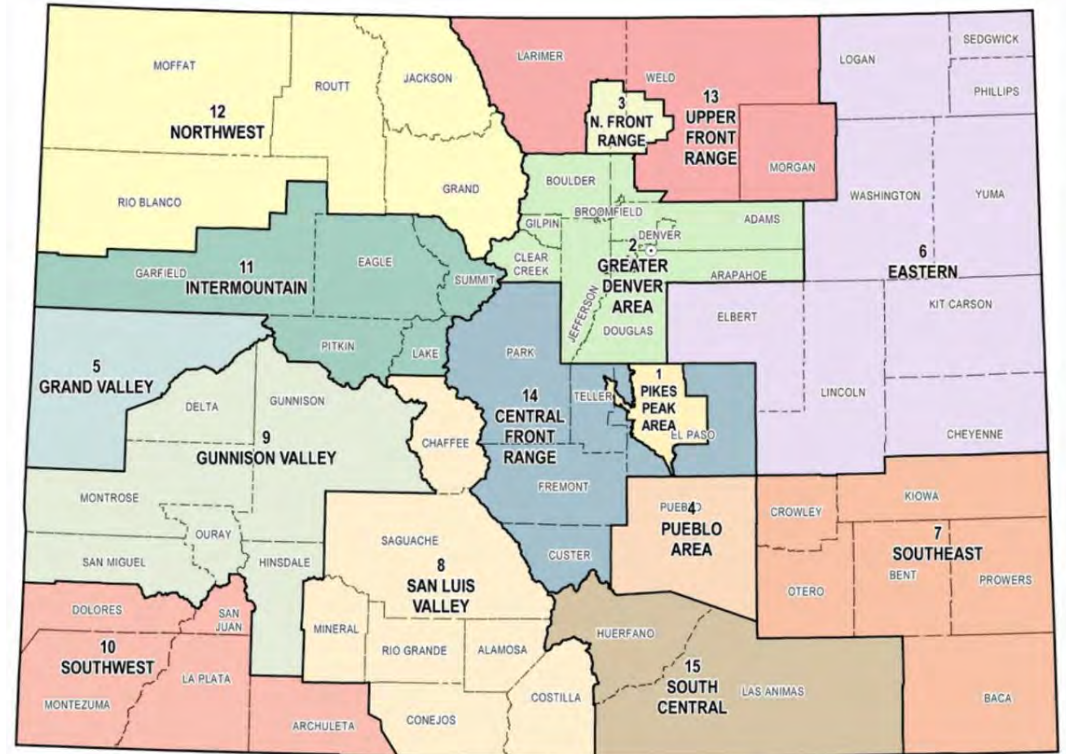 MOFFAT
ROUTT
JACKSON
12
NORTHWEST
RIO BLANCO
GRAND
LARIMER
WELD
3
N. FRONT
RANGE
13
UPPER
FRONT
RANGE
MORGAN
LOGAN
SEDGWICK
PHILLIPS
WASHINGTON
YUMA
6
EASTERN
KIT CARSON
ELBERT
LINCOLN
CHEYENNE
BOULDER
BROOMFIELD
GILPIN
ADAMS
DENVER
CLEAR
CREEK
2
GREATER
DENVER
AREA
ARAPAHOE
JEFFERSON
DOUGLAS
GARFIELD
11
INTERMOUNTAIN
EAGLE
SUMMIT
PITKIN
LAKE
5
GRAND VALLEY
DELTA
GUNNISON
9
GUNNISON VALLEY
MONTROSE
OURAY
SAN MIGUEL
HINSDALE
CHAFFEE
PARK
TELLER
14
CENTRAL
FRONT
RANGE
FREMONT
CUSTER
1
PIKES
PEAK
AREA
EL PASO
PUEBLO
4
PUEBLO
AREA
CROWLEY
KIOWA
7
SOUTHEAST
OTERO
BENT
PROWERS
BACA
SAGUACHE
8
SAN LUIS
VALLEY
MINERAL
RIO GRANDE
ALAMOSA
CONEJOS
COSTILLA
DOLORES
SAN
JUAN
10
SOUTHWEST
LA PLATA
MONTEZUMA
ARCHULETA
HUERFANO
15
SOUTH
CENTRAL
LAS ANIMAS